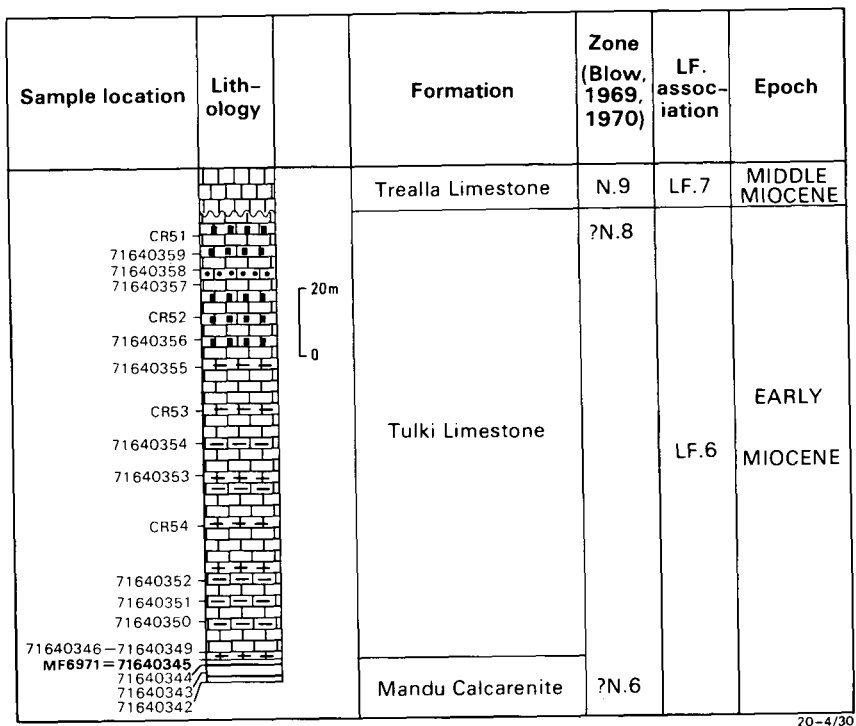 Sample location
Lith-
ology
Formation
Zone
(Blow,
1969,
1970)
LF.
assoc-
iation
Epoch
Trealla Limestone
N.9
LF.7
MIDDLE
MIOCENE
CR51
71640359
71640358
71640357
CR52
71640356
71640355
CR53
71640354
71640353
CR54
71640352
71640351
71640350
71640346–71640349
MF6971=71640345
71640344
71640343
71640342
20m
0
Tulki Limestone
?N.8
LF.6
EARLY
MIOCENE
Mandu Calcarenite
?N.6
20–4/30